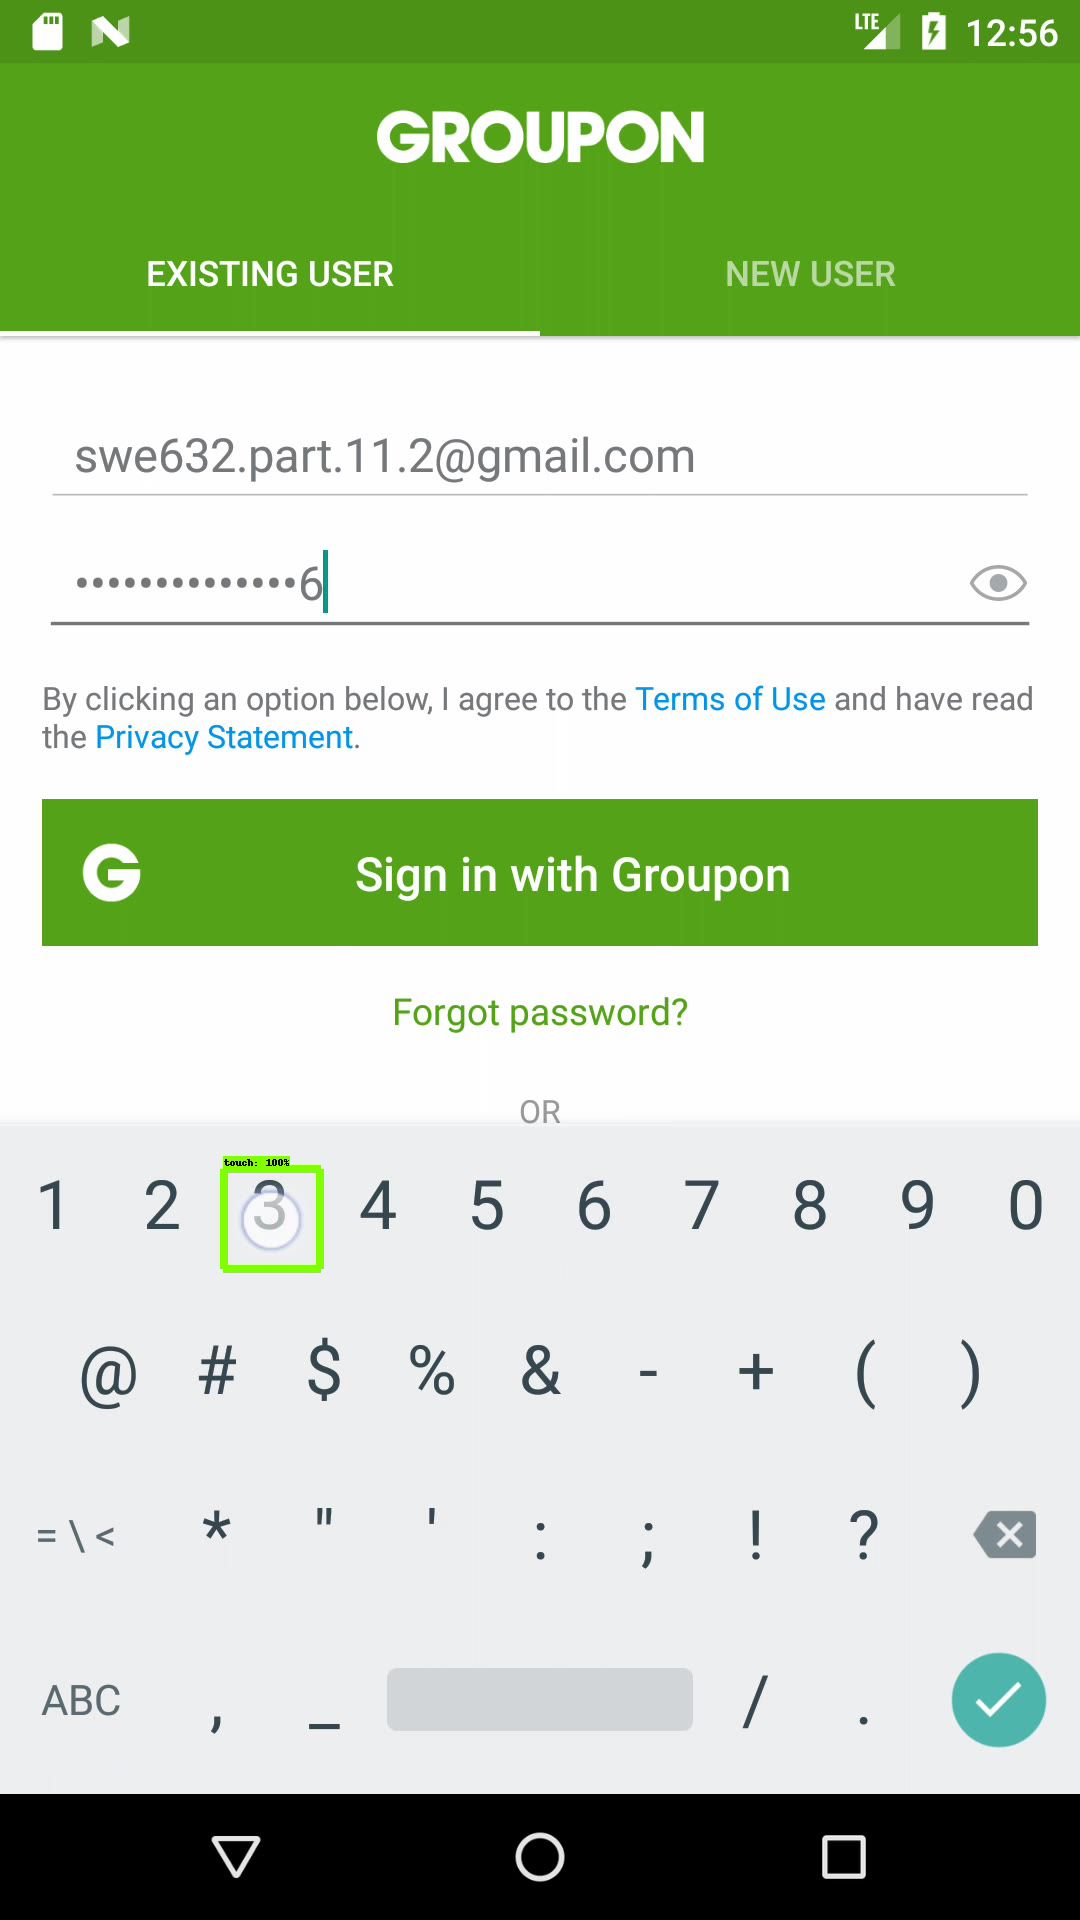 LTE 12:56
GROUPON
EXISTING USER NEW USER
swe632.part.11.2@gmail.com
••••••••••••••6
By clicking an option below, I agree to the Terms of Use and have read
the Privacy Statement.
G Sign in with Groupon
Forgot password?
OR
touch: 100%
1 2 3 4 5 6 7 8 9 0
@ # $ % & - + ( )
= \ < * " ' : ; ! ?
ABC , _ / .